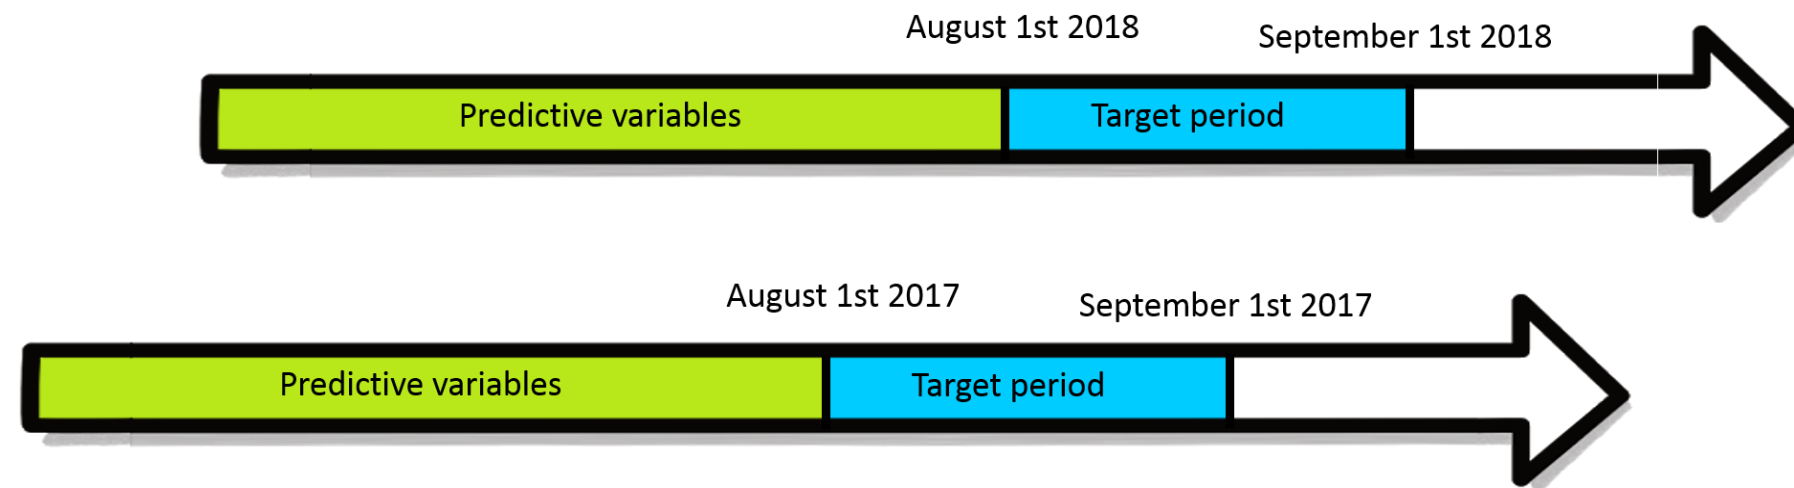 August 1st 2018
September 1st 2018
Predictive variables
Target period
August 1st 2017
September 1st 2017
Predictive variables
Target period